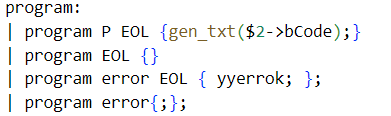 program:
| program P EOL {gen_txt($2->bCode);}
| program EOL {}
| program error EOL { yyerrok; };
| program error{;};